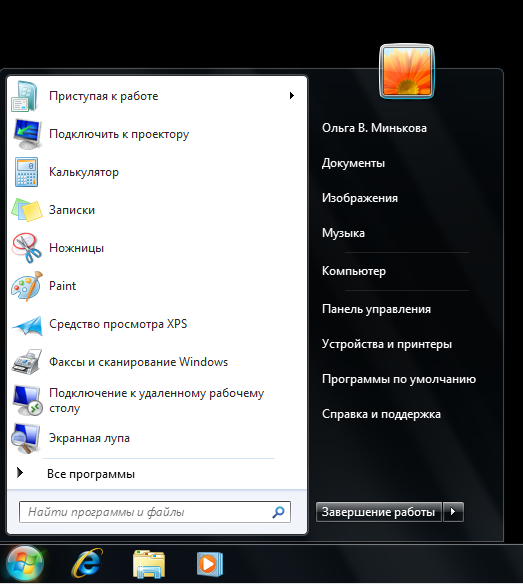 Приступая к работе
Подключить к проектору
Калькулятор
Записки
Ножницы
Paint
Средство просмотра XPS
Факсы и сканирование Windows
Подключение к удаленному рабочему
столу
Экранная лупа
Все программы
Найти программы и файлы
Ольга В. Минькова
Документы
Изображения
Музыка
Компьютер
Панель управления
Устройства и принтеры
Программы по умолчанию
Справка и поддержка
Завершение работы